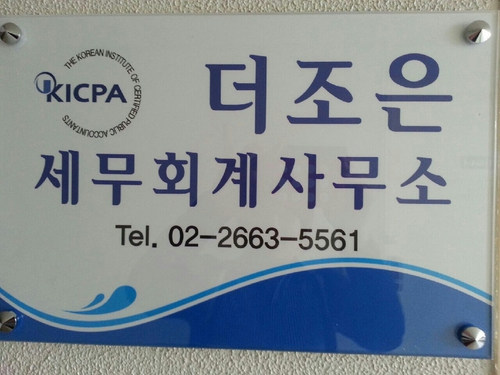 THE KOREAN INSTITUTE OF CERTIFIED PUBLIC ACCOUNTANTS
KICPA
더조은
세무회계사무소
Tel. 02-2663-5561